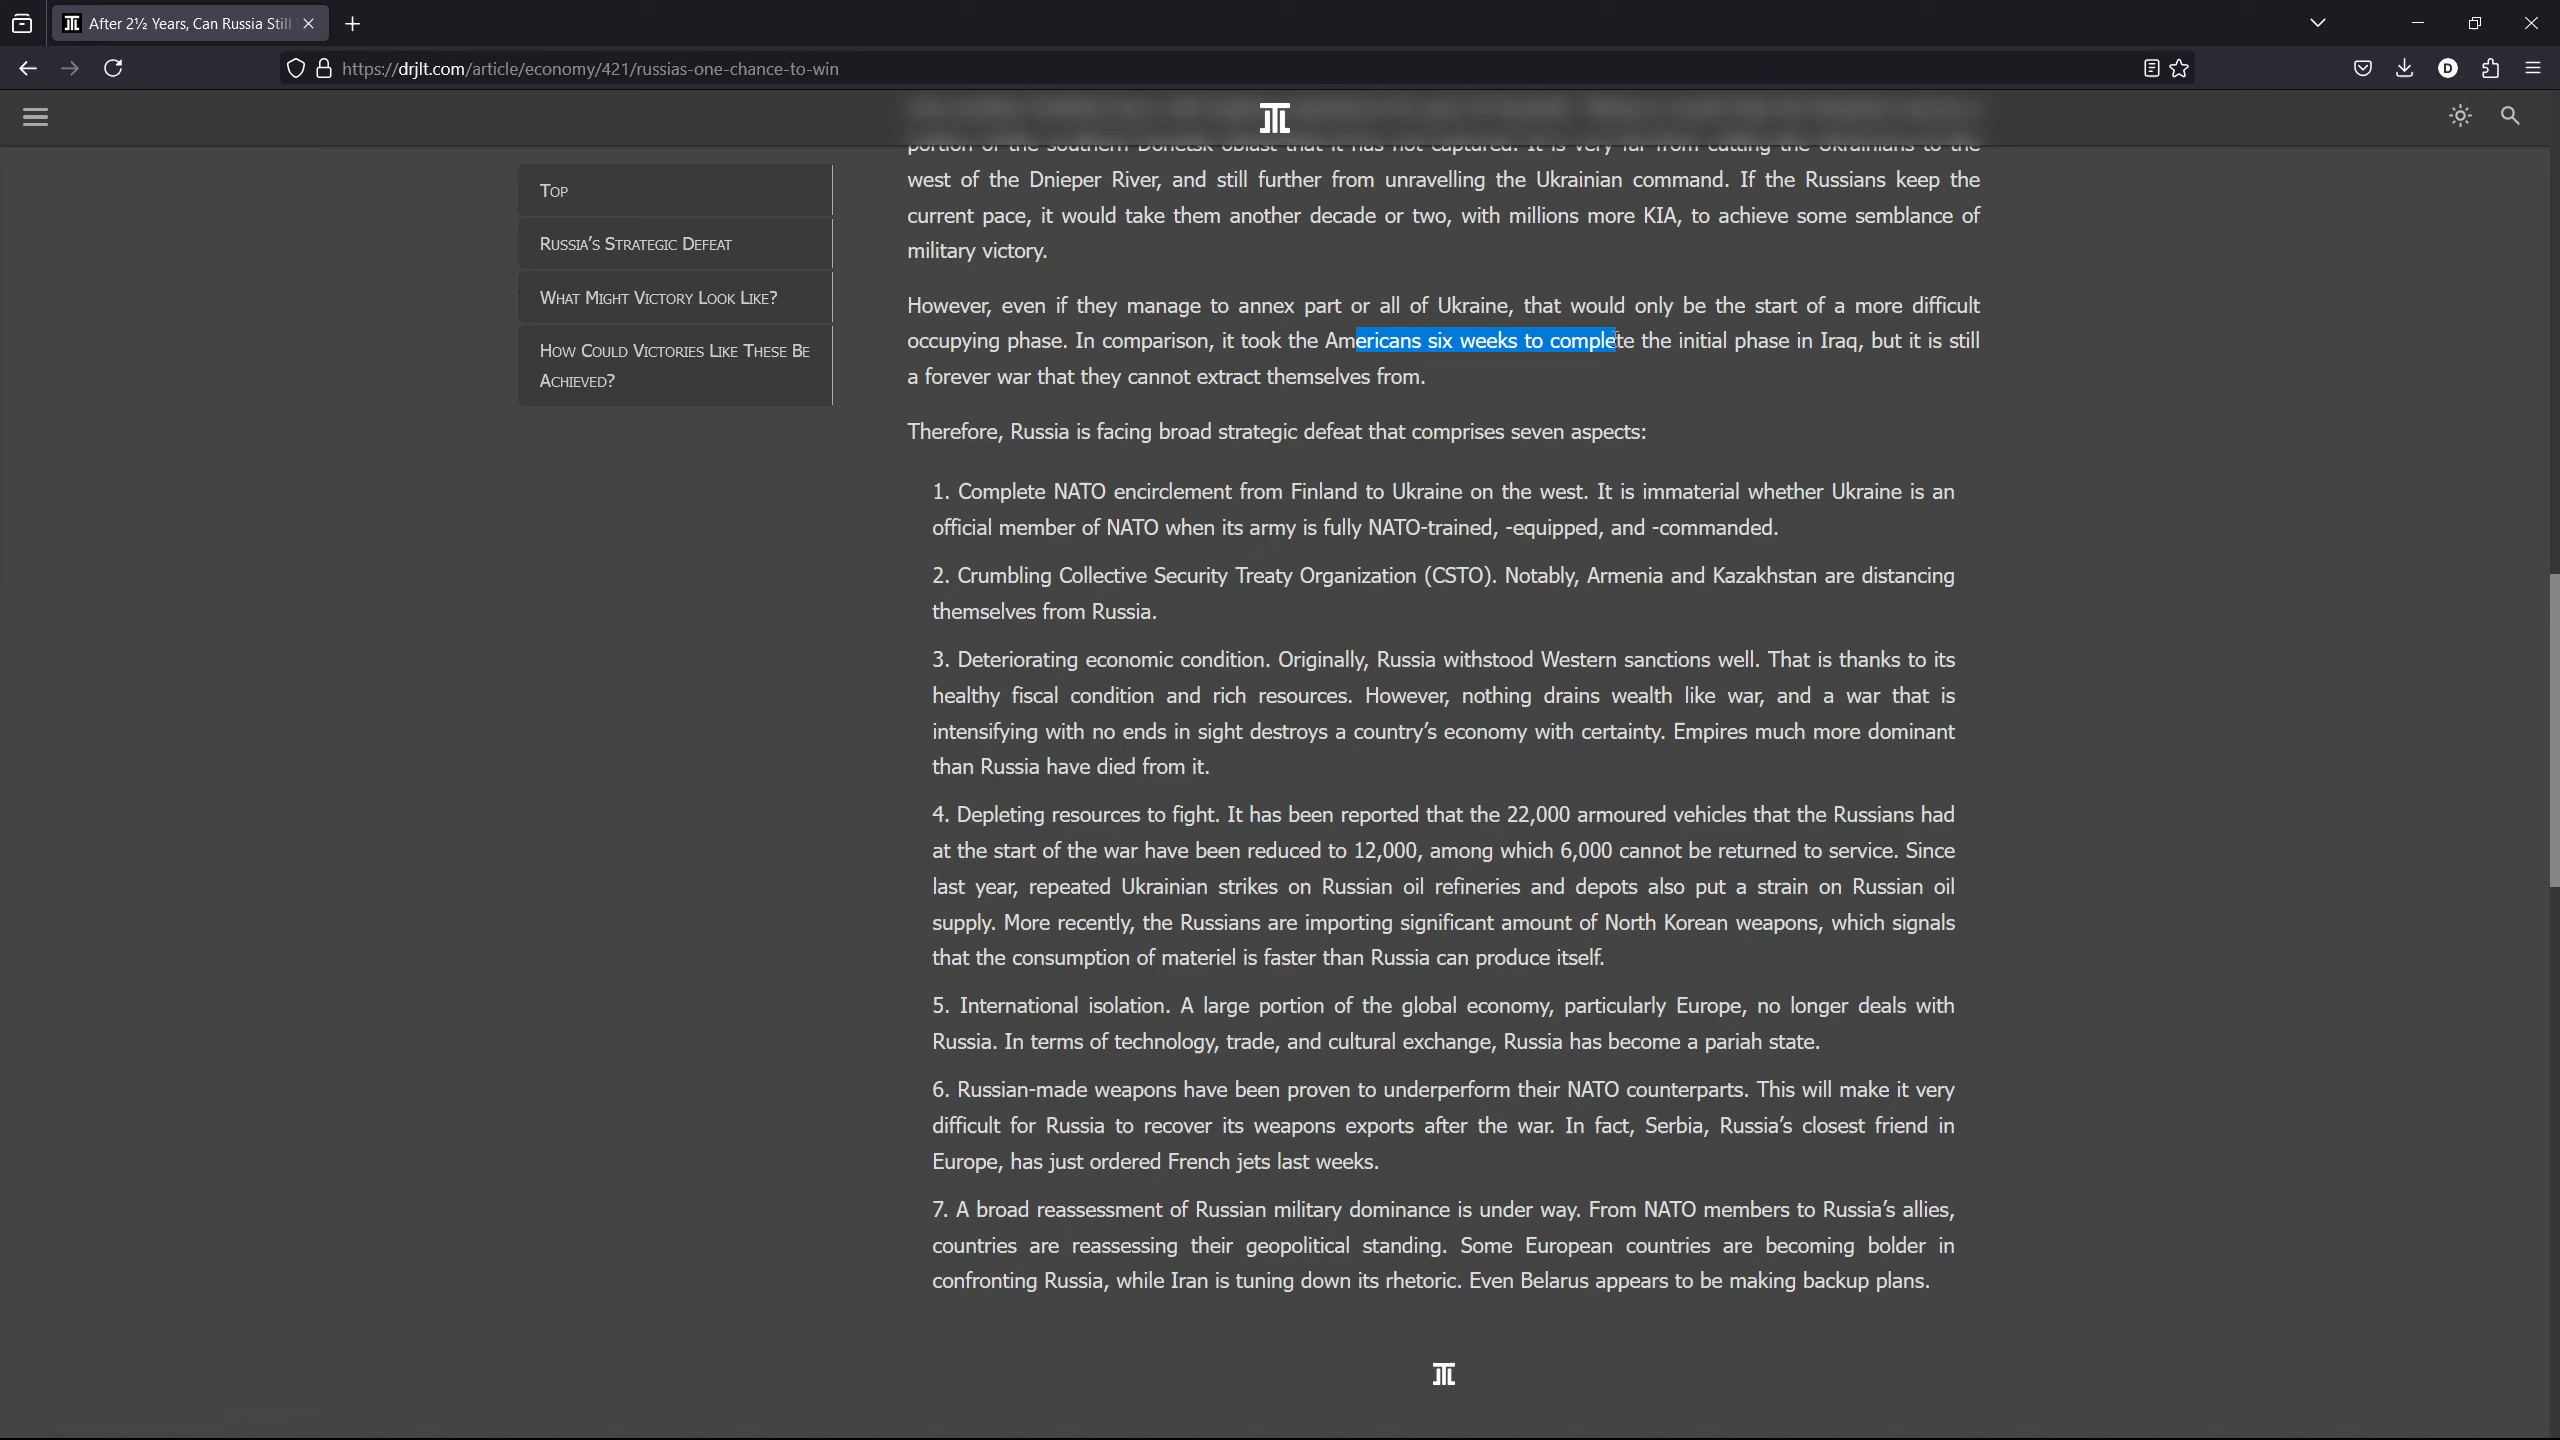 After 2½ Years, Can Russia Still
https://drjlt.com/article/economy/421/russias-one-chance-to-win
Top
Russia's Strategic Defeat
What Might Victory Look Like?
How Could Victories Like These Be
Achieved?
portion of the southern Donetsk oblast that it has not captured. It is very far from cutting the Ukrainians to the
west of the Dnieper River, and still further from unravelling the Ukrainian command. If the Russians keep the
current pace, it would take them another decade or two, with millions more KIA, to achieve some semblance of
military victory.
However, even if they manage to annex part or all of Ukraine, that would only be the start of a more difficult
occupying phase. In comparison, it took the Americans six weeks to complete the initial phase in Iraq, but it is still
a forever war that they cannot extract themselves from.
Therefore, Russia is facing broad strategic defeat that comprises seven aspects:
1. Complete NATO encirclement from Finland to Ukraine on the west. It is immaterial whether Ukraine is an
official member of NATO when its army is fully NATO-trained, -equipped, and -commanded.
2. Crumbling Collective Security Treaty Organization (CSTO). Notably, Armenia and Kazakhstan are distancing
themselves from Russia.
3. Deteriorating economic condition. Originally, Russia withstood Western sanctions well. That is thanks to its
healthy fiscal condition and rich resources. However, nothing drains wealth like war, and a war that is
intensifying with no ends in sight destroys a country's economy with certainty. Empires much more dominant
than Russia have died from it.
4. Depleting resources to fight. It has been reported that the 22,000 armoured vehicles that the Russians had
at the start of the war have been reduced to 12,000, among which 6,000 cannot be returned to service. Since
last year, repeated Ukrainian strikes on Russian oil refineries and depots also put a strain on Russian oil
supply. More recently, the Russians are importing significant amount of North Korean weapons, which signals
that the consumption of materiel is faster than Russia can produce itself.
5. International isolation. A large portion of the global economy, particularly Europe, no longer deals with
Russia. In terms of technology, trade, and cultural exchange, Russia has become a pariah state.
6. Russian-made weapons have been proven to underperform their NATO counterparts. This will make it very
difficult for Russia to recover its weapons exports after the war. In fact, Serbia, Russia's closest friend in
Europe, has just ordered French jets last weeks.
7. A broad reassessment of Russian military dominance is under way. From NATO members to Russia's allies,
countries are reassessing their geopolitical standing. Some European countries are becoming bolder in
confronting Russia, while Iran is tuning down its rhetoric. Even Belarus appears to be making backup plans.